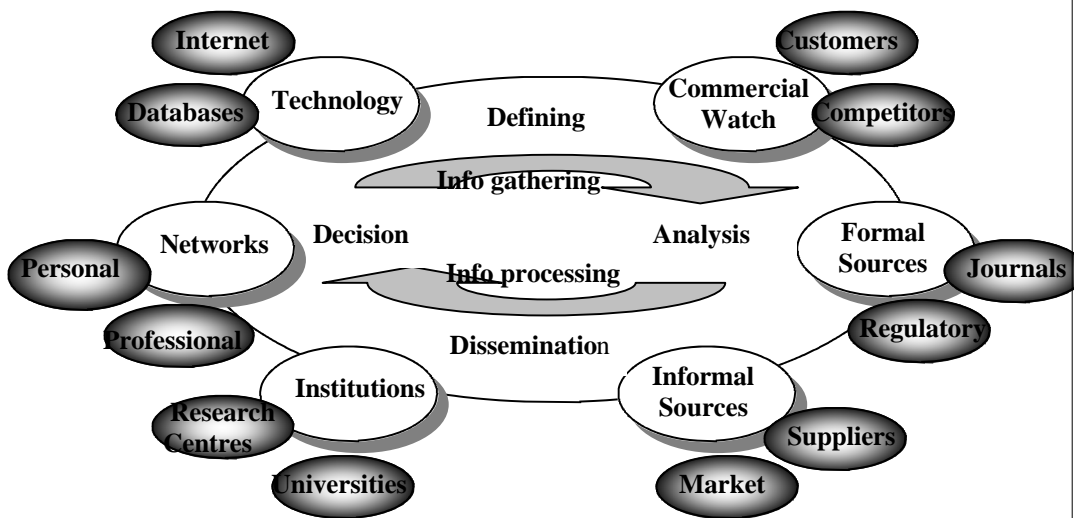 Internet
Customers
Technology
Commercial
Watch
Databases
Defining
Competitors
Info gathering
Networks
Decision
Analysis
Formal
Sources
Personal
Info processing
Journals
Professional
Regulatory
Dissemination
Institutions
Informal
Sources
Research
Centres
Suppliers
Universities
Market